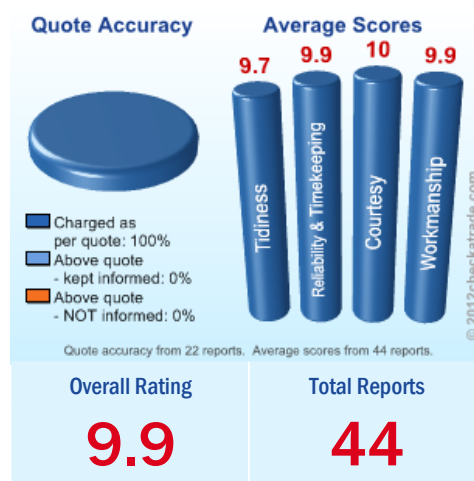 Quote Accuracy
Average Scores
9.7
9.9
10
9.9
Tidiness
Reliability & Timekeeping
Courtesy
Workmanship
Charged as
per quote: 100%
Above quote
- kept informed: 0%
Above quote
- NOT informed: 0%
© 2012checkatrade.com
Quote accuracy from 22 reports. Average scores from 44 reports.
Overall Rating
Total Reports
9.9
44